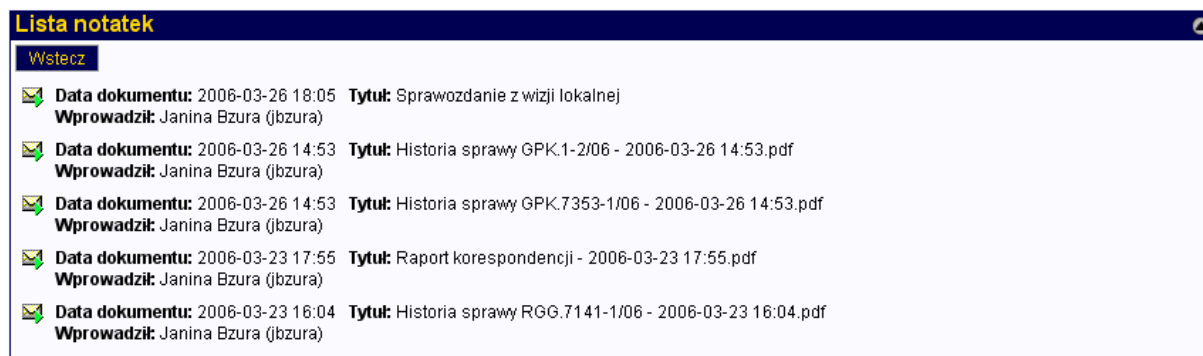 Lista notatek
Wstecz
Data dokumentu: 2006-03-26 18:05 Tytuł: Sprawozdanie z wizji lokalnej
Wprowadził: Janina Bzura (jbzura)
Data dokumentu: 2006-03-26 14:53 Tytuł: Historia sprawy GPK.1-2/06 - 2006-03-26 14:53.pdf
Wprowadził: Janina Bzura (jbzura)
Data dokumentu: 2006-03-26 14:53 Tytuł: Historia sprawy GPK.7353-1/06 - 2006-03-26 14:53.pdf
Wprowadził: Janina Bzura (jbzura)
Data dokumentu: 2006-03-23 17:55 Tytuł: Raport korespondencji - 2006-03-23 17:55.pdf
Wprowadził: Janina Bzura (jbzura)
Data dokumentu: 2006-03-23 16:04 Tytuł: Historia sprawy RGG.7141-1/06 - 2006-03-23 16:04.pdf
Wprowadził: Janina Bzura (jbzura)